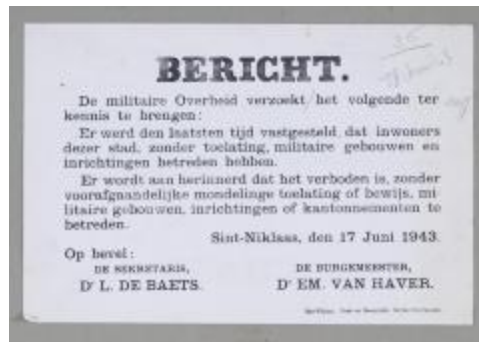 BERICHT.
De militaire Overheid verzoekt het volgende ter
kennis te brengen:
Er werd den laatsten tijd vastgesteld, dat inwoners
dezer stad, zonder toelating, militaire gebouwen en
inrichtingen betreden hebben.
Er wordt aan herinnerd dat het verboden is, zonder
voorafgaandelijke mondelinge toelating of bewijs, mi-
litaire gebouwen, inrichtingen of kantonnementen te
betreden.
Sint-Niklaas, den 17 Juni 1943.
Op bevel:
DE SEKRETARIS,
DE BURGEMEESTER,
Dr L. DE BAETS.
Dr EM. VAN HAVER.